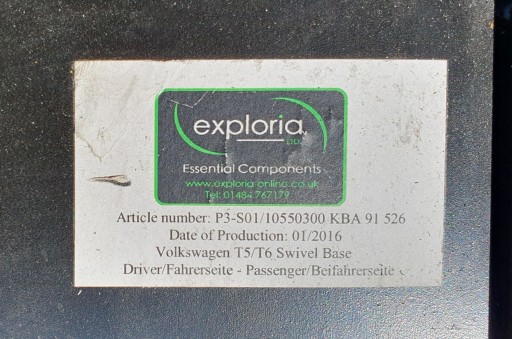 exploria
LTD.
Essential Components
www.exploria-online.co.uk
Tel: 01484 767179
Article number: P3-S01/10550300 KBA 91 526
Date of Production: 01/2016
Volkswagen T5/T6 Swivel Base
Driver/Fahrerseite - Passenger/Beifahrerseite